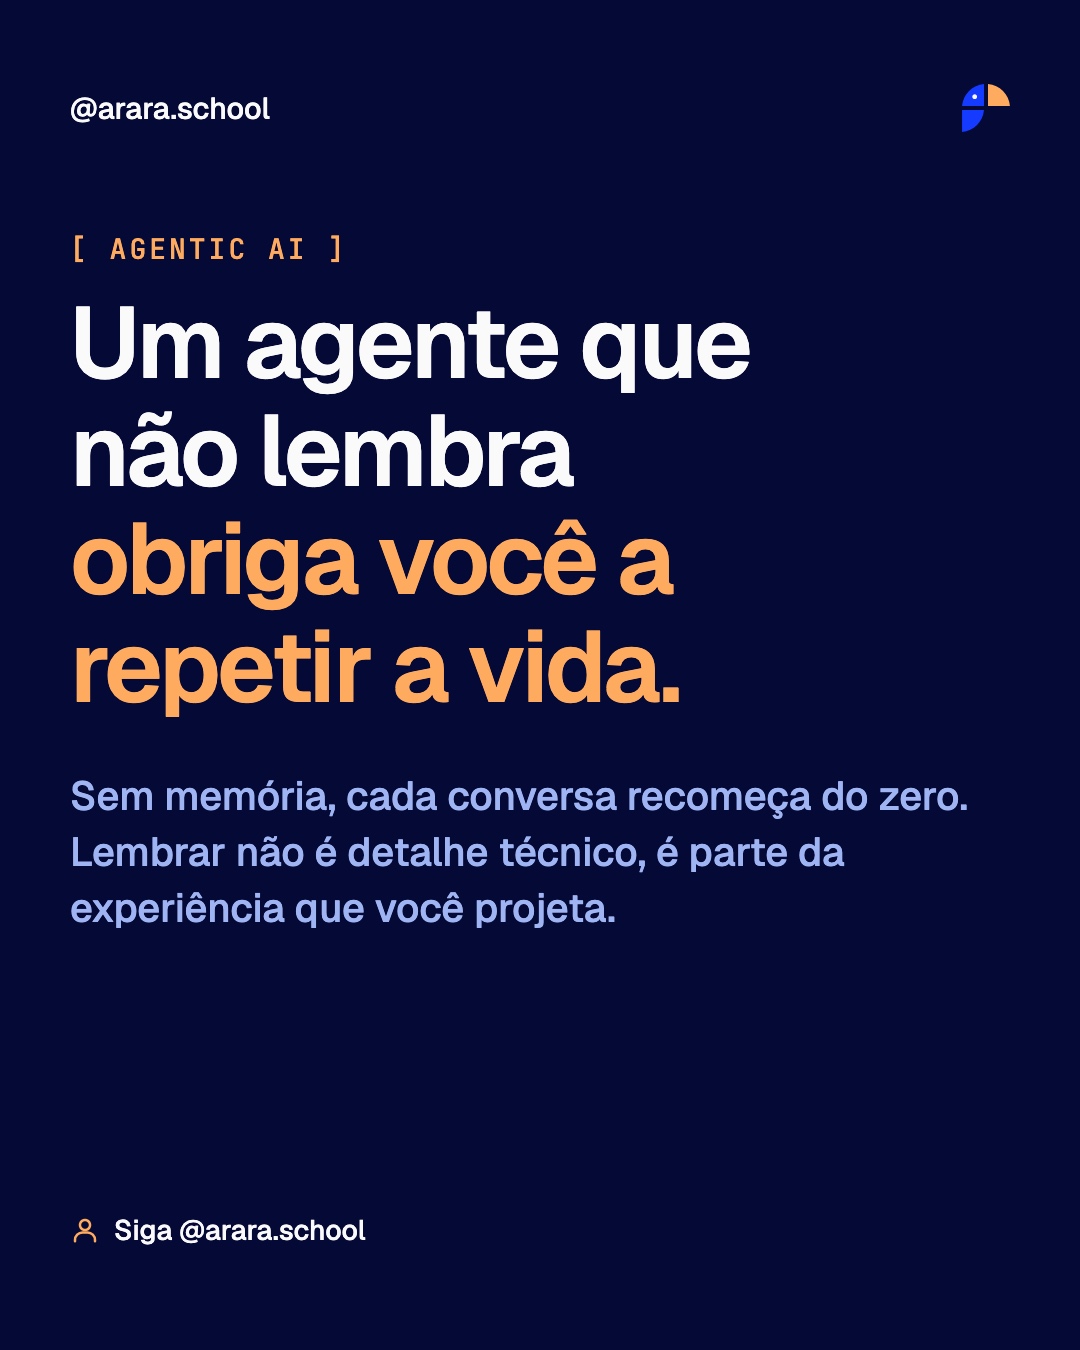 @arara.school
[ AGENTIC AI ]
Um agente que
não lembra
obriga você a
repetir a vida.
Sem memória, cada conversa recomeça do zero.
Lembrar não é detalhe técnico, é parte da
experiência que você projeta.
Siga @arara.school